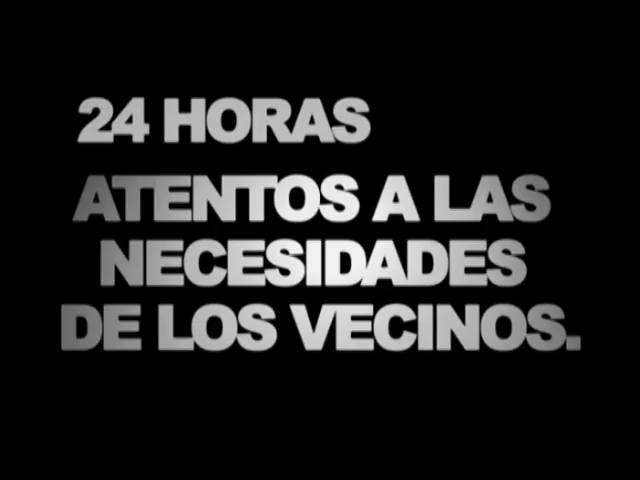 24 HORAS
ATENTOS A LAS
NECESIDADES
DE LOS VECINOS.